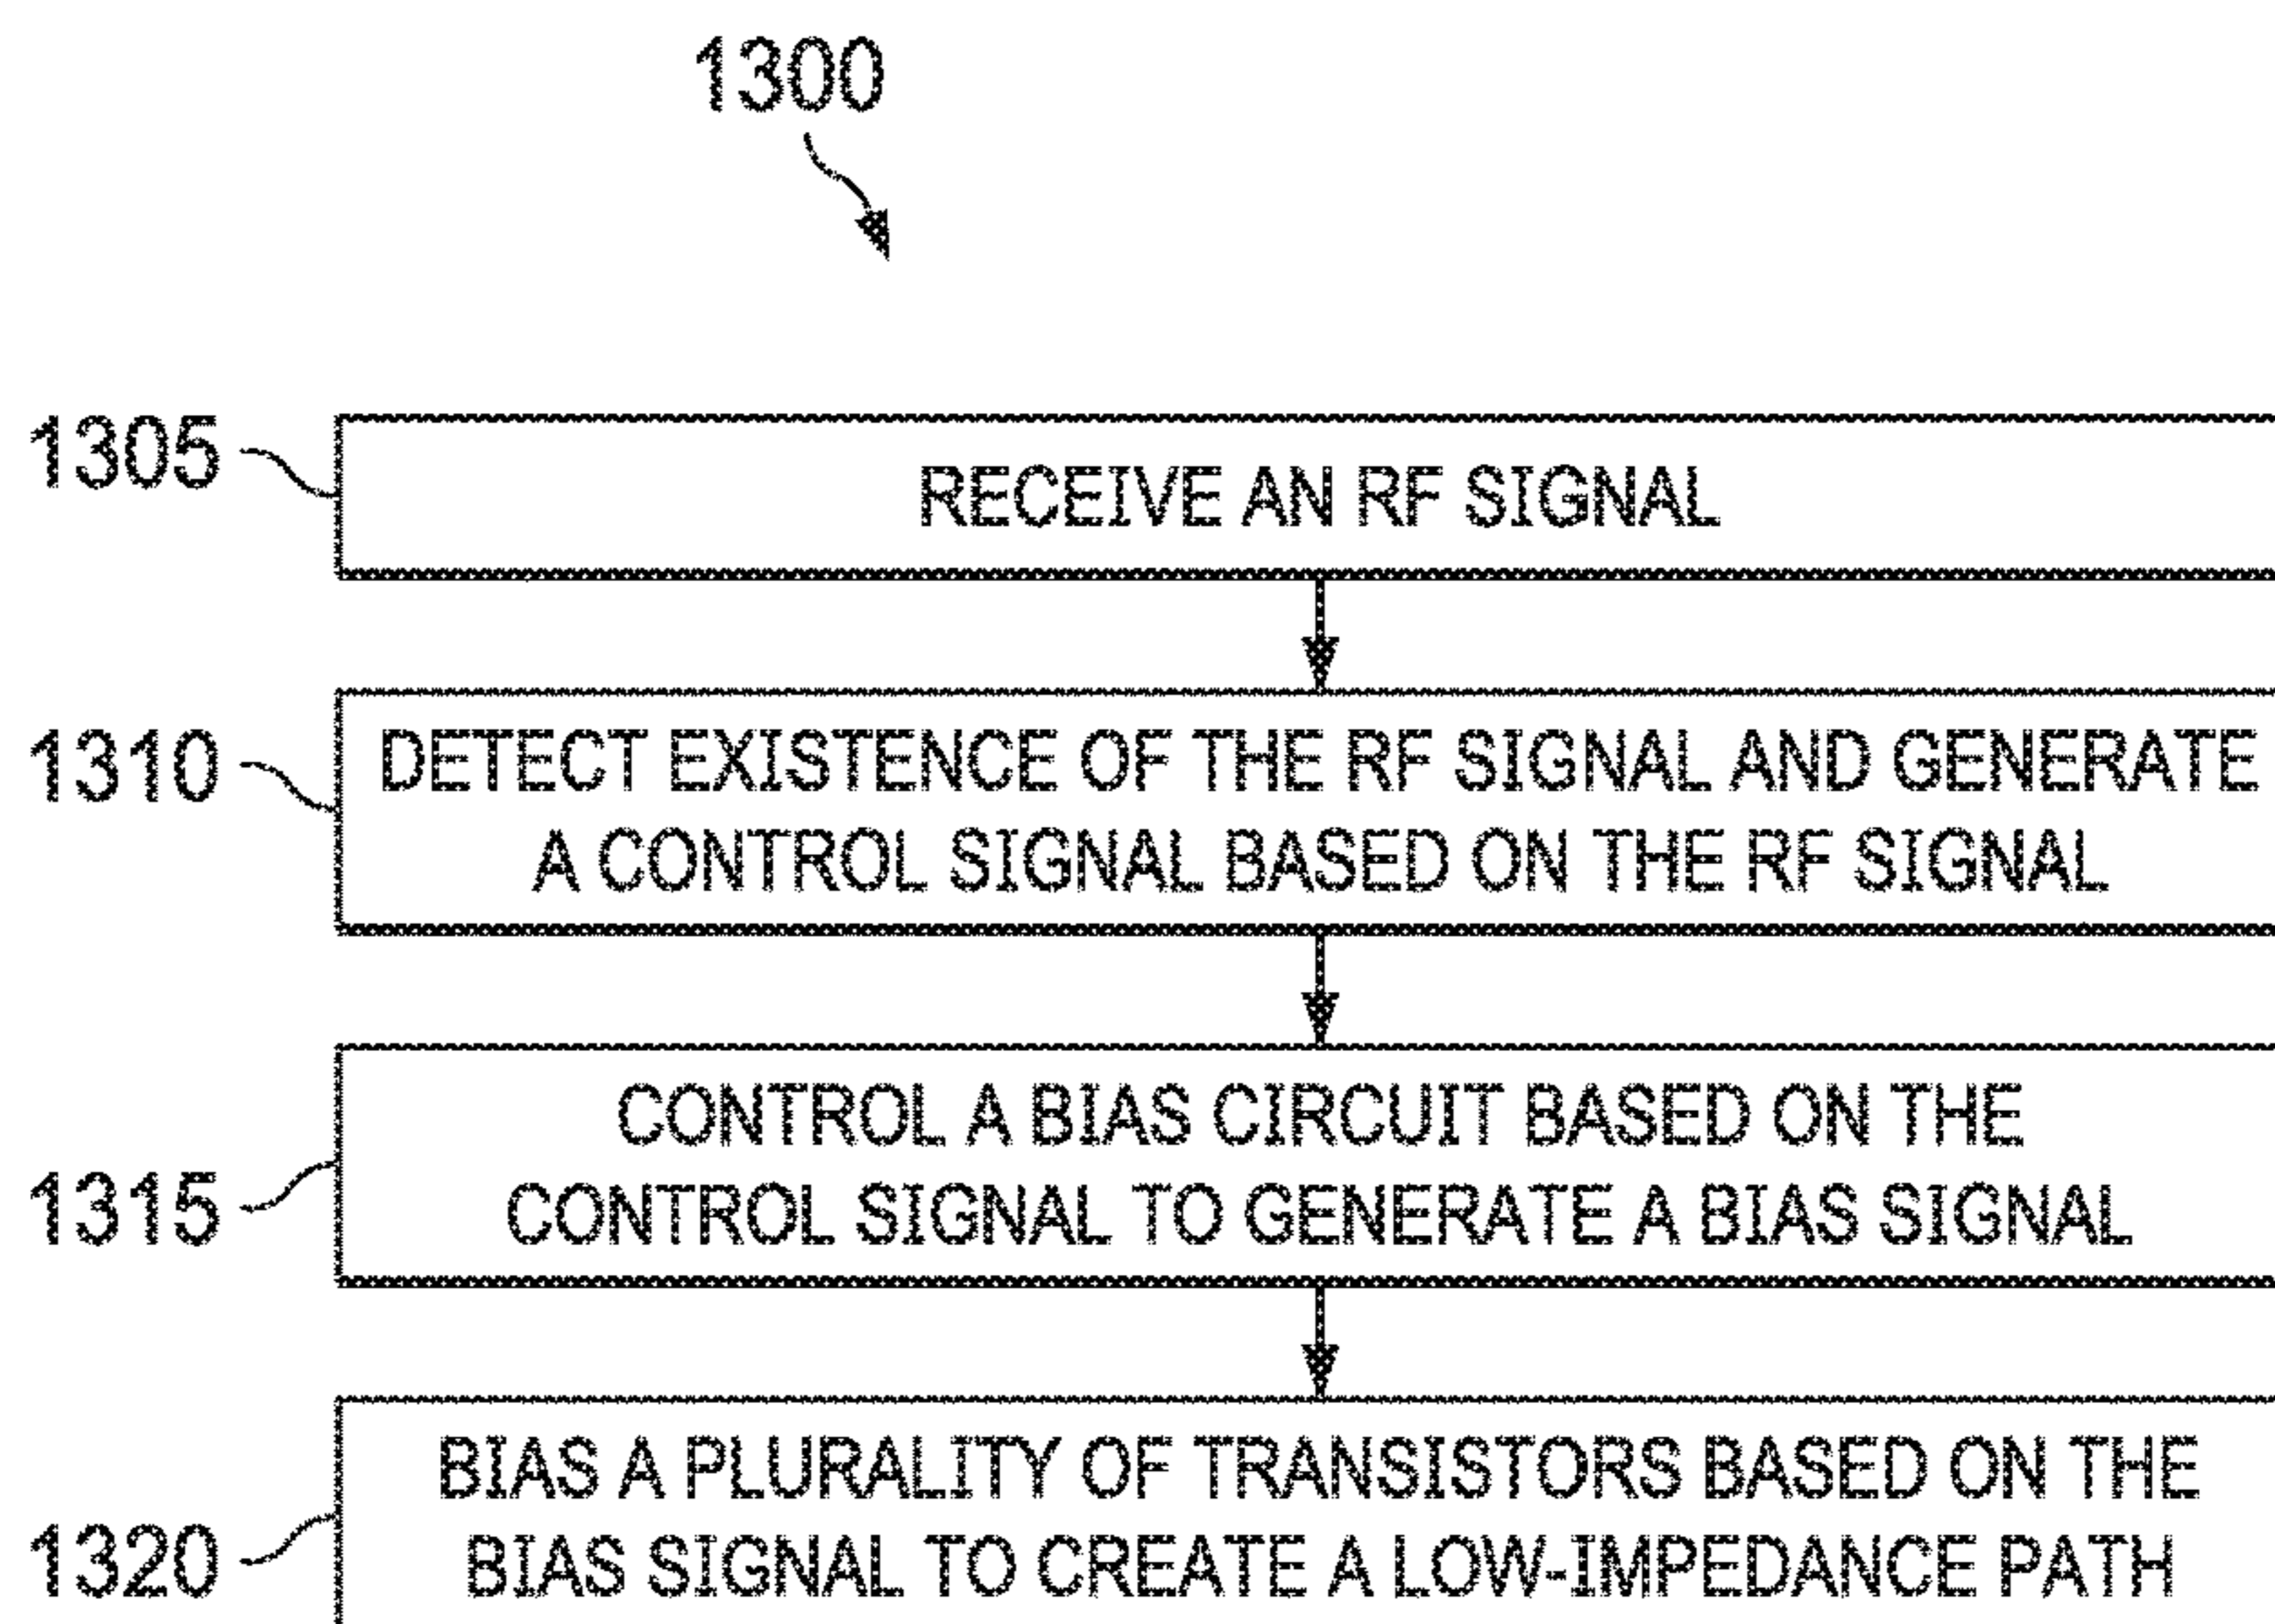 1300
1305
RECEIVE AN RF SIGNAL
1310
DETECT EXISTENCE OF THE RF SIGNAL AND GENERATE
A CONTROL SIGNAL BASED ON THE RF SIGNAL
1315
CONTROL A BIAS CIRCUIT BASED ON THE
CONTROL SIGNAL TO GENERATE A BIAS SIGNAL
1320
BIAS A PLURALITY OF TRANSISTORS BASED ON THE
BIAS SIGNAL TO CREATE A LOW-IMPEDANCE PATH